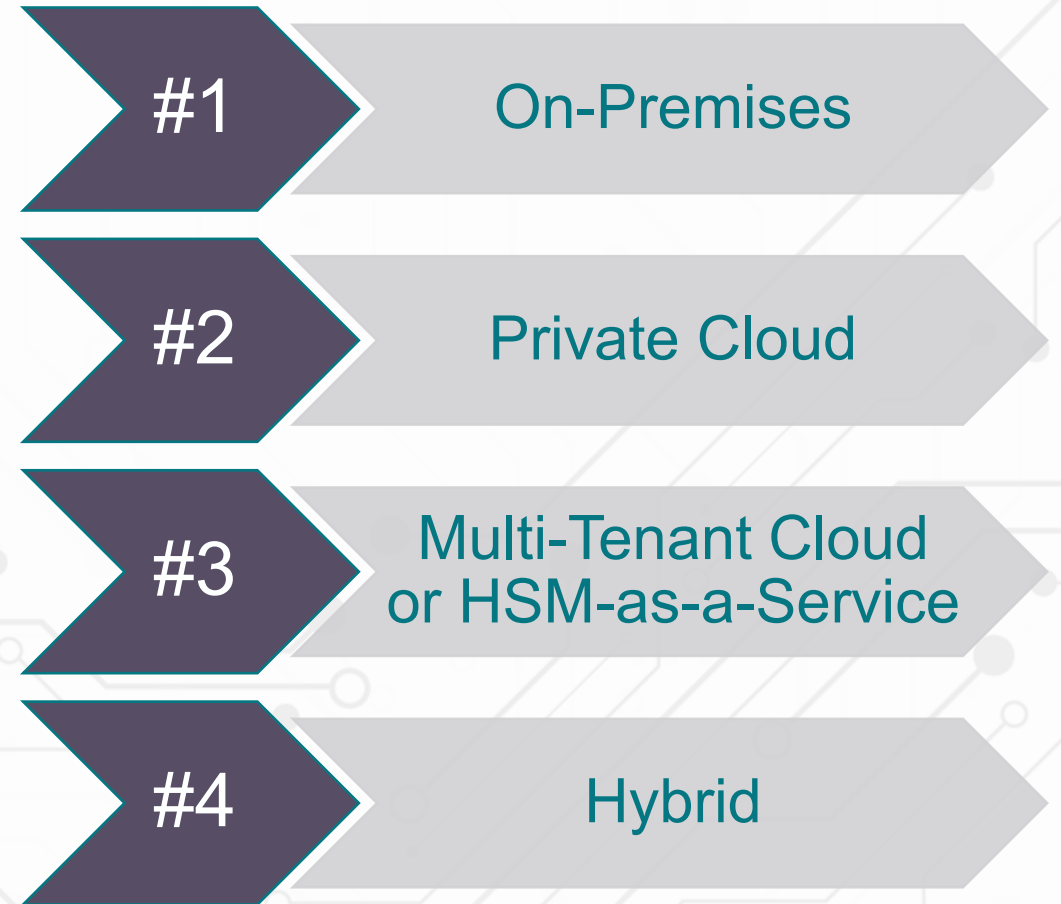 #1
On-Premises
#2
Private Cloud
#3
Multi-Tenant Cloud
or HSM-as-a-Service
#4
Hybrid